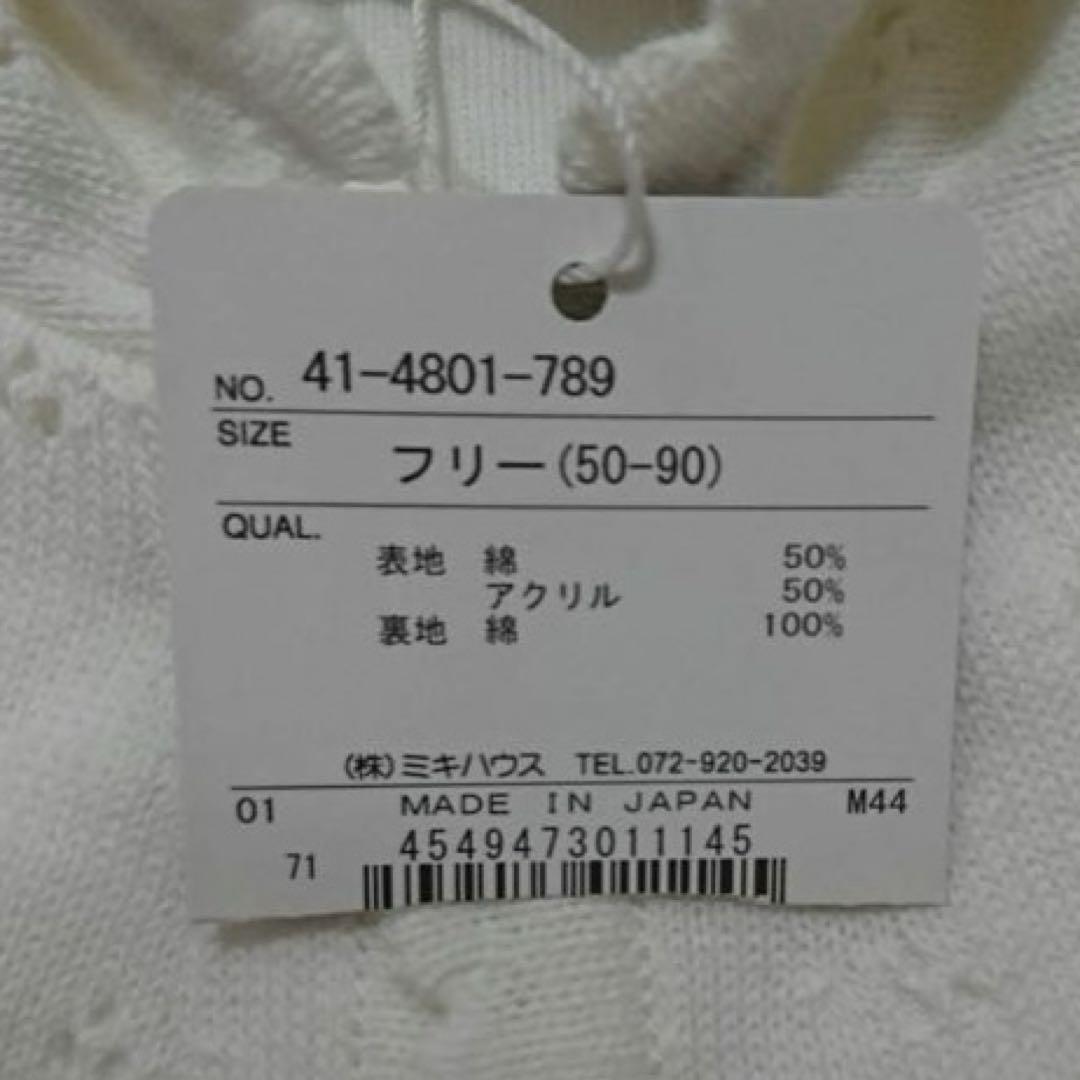 NO. 41-4801-789
SIZE
フリー(50-90)
QUAL.
表地 綿 50%
アクリル 50%
裏地 綿 100%
(株)ミキハウス TEL.072-920-2039
01 MADE IN JAPAN M44
4549473011145
71